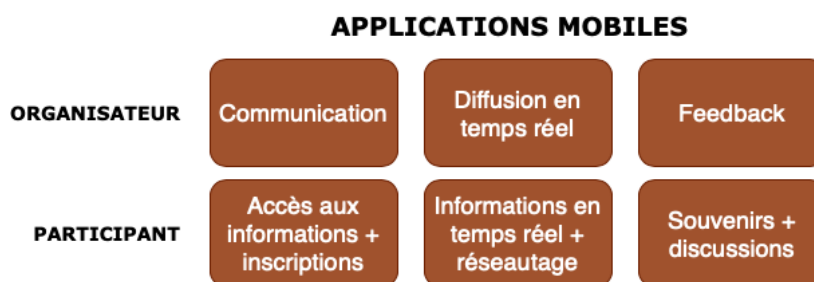 APPLICATIONS MOBILES
ORGANISATEUR
Communication
Diffusion en
temps réel
Feedback
PARTICIPANT
Accès aux
informations +
inscriptions
Informations en
temps réel +
réseautage
Souvenirs +
discussions